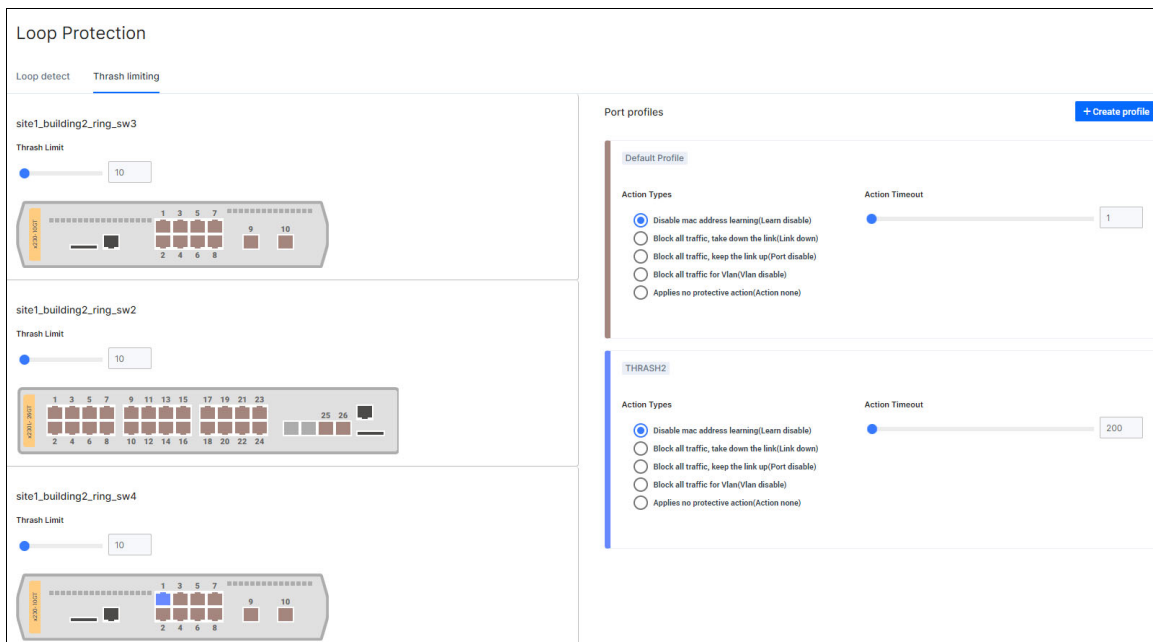 Loop Protection
Loop detect Thrash limiting
site1_building2_ring_sw3
Thrash Limit
10
1 3 5 7
9 10
2 4 6 8
x230-10GT
site1_building2_ring_sw2
Thrash Limit
10
1 3 5 7 9 11 13 15 17 19 21 23
25 26
2 4 6 8 10 12 14 16 18 20 22 24
site1_building2_ring_sw4
Thrash Limit
10
1 3 5 7
9 10
2 4 6 8
x230-10GT
Port profiles
+ Create profile
Default Profile
Action Types Action Timeout
Disable mac address learning(Learn disable)
1
Block all traffic, take down the link(Link down)
Block all traffic, keep the link up(Port disable)
Block all traffic for Vlan(Vlan disable)
Applies no protective action(Action none)
THRASH2
Action Types Action Timeout
Disable mac address learning(Learn disable)
200
Block all traffic, take down the link(Link down)
Block all traffic, keep the link up(Port disable)
Block all traffic for Vlan(Vlan disable)
Applies no protective action(Action none)